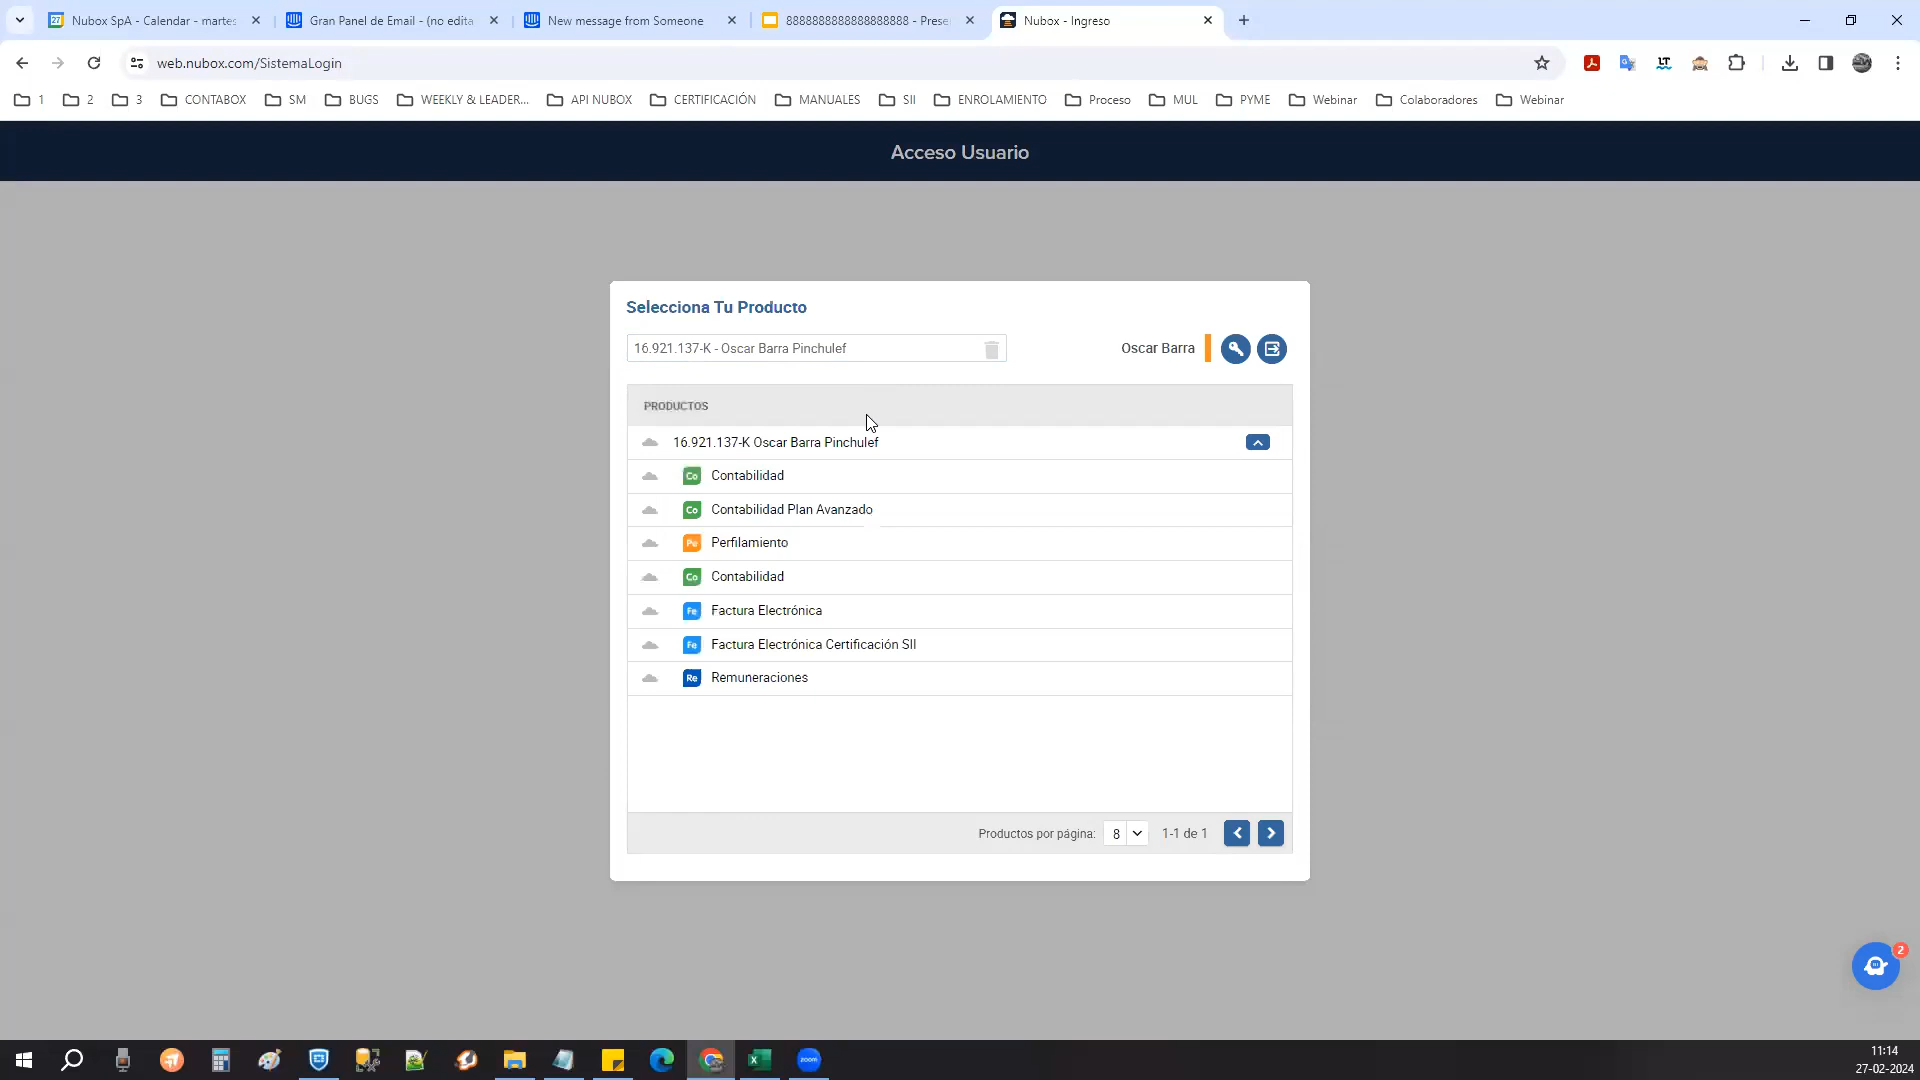 Nubox SpA - Calendar - martes
Gran Panel de Email - (no edita
New message from Someone
8888888888888888888 - Prese
Nubox - Ingreso
web.nubox.com/SistemaLogin
1
2
3
CONTABOX
SM
BUGS
WEEKLY & LEADER...
API NUBOX
CERTIFICACIÓN
MANUALES
SII
ENROLAMIENTO
Proceso
MUL
PYME
Webinar
Colaboradores
Webinar
Acceso Usuario
Selecciona Tu Producto
16.921.137-K - Oscar Barra Pinchulef
Oscar Barra
PRODUCTOS
16.921.137-K Oscar Barra Pinchulef
Co Contabilidad
Co Contabilidad Plan Avanzado
Pe Perfilamiento
Co Contabilidad
Fe Factura Electrónica
Fe Factura Electrónica Certificación SII
Re Remuneraciones
Productos por página: 8 1-1 de 1
2
zoom
11:14
27-02-2024